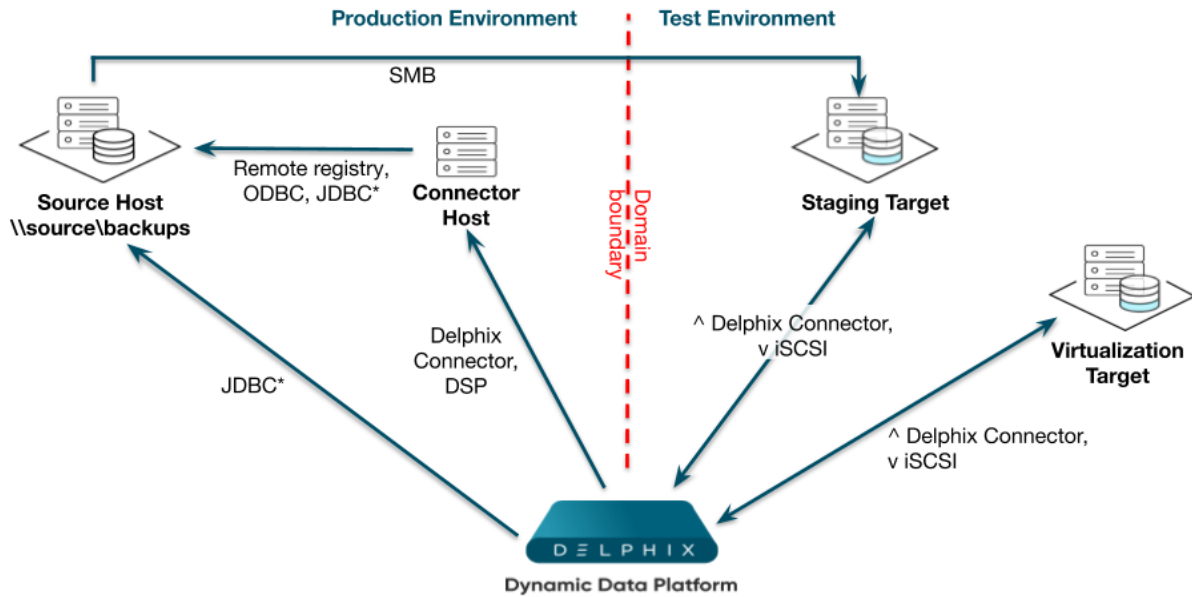 Production Environment
Test Environment
SMB
Remote registry,
ODBC, JDBC*
Connector
Host
Source Host
\\source\backups
Staging Target
Domain
boundary
Virtualization
Target
^ Delphix Connector,
v iSCSI
Delphix
Connector,
DSP
JDBC*
^ Delphix Connector,
v iSCSI
DELPHIX
Dynamic Data Platform